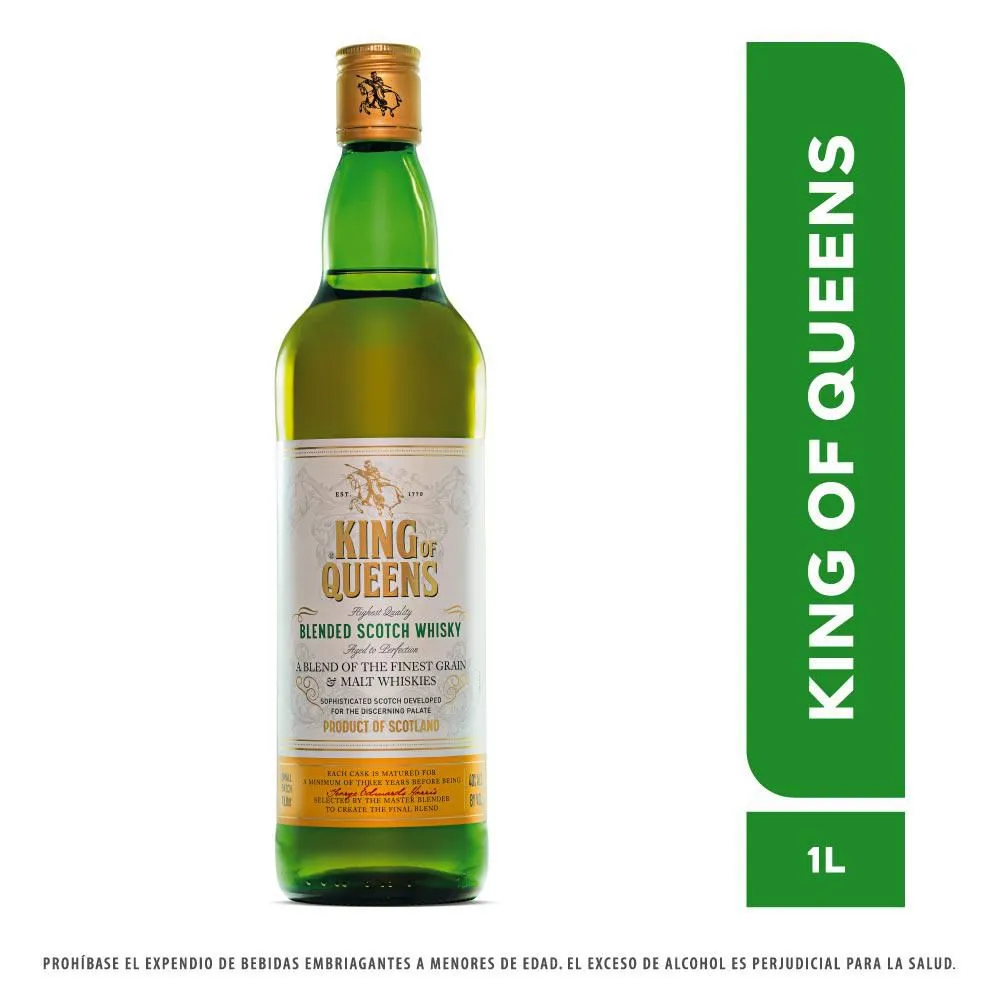 EST. 1770
KING OF
QUEENS
Highest Quality
BLENDED SCOTCH WHISKY
Aged to Perfection
A BLEND OF THE FINEST GRAIN
& MALT WHISKIES
SOPHISTICATED SCOTCH DEVELOPED
FOR THE DISCERNING PALATE
PRODUCT OF SCOTLAND
EACH CASK IS MATURED FOR
A MINIMUM OF THREE YEARS BEFORE BEING
George Edwards Harris
SELECTED BY THE MASTER BLENDER
TO CREATE THE FINAL BLEND
KING OF QUEENS
1L
PROHÍBASE EL EXPENDIO DE BEBIDAS EMBRIAGANTES A MENORES DE EDAD. EL EXCESO DE ALCOHOL ES PERJUDICIAL PARA LA SALUD.